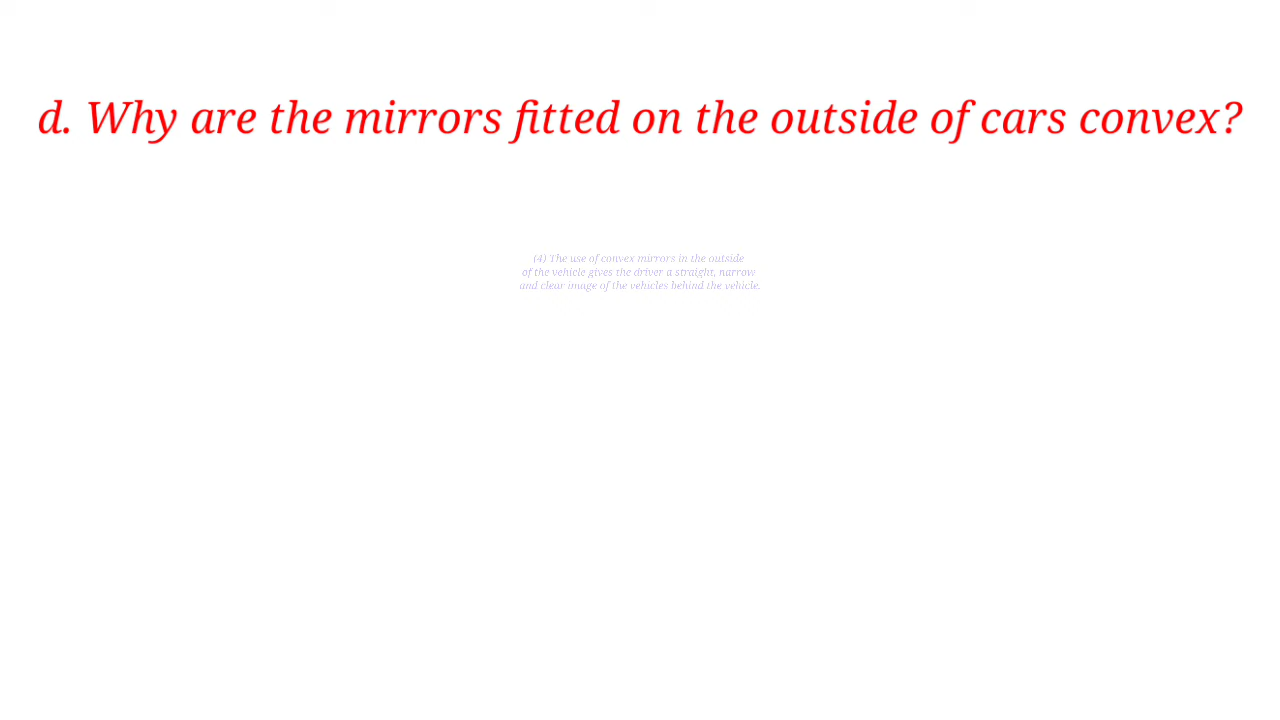 d. Why are the mirrors fitted on the outside of cars convex?
(4) The use of convex mirrors in the outside
of the vehicle gives the driver a straight, narrow
and clear image of the vehicles behind the vehicle.